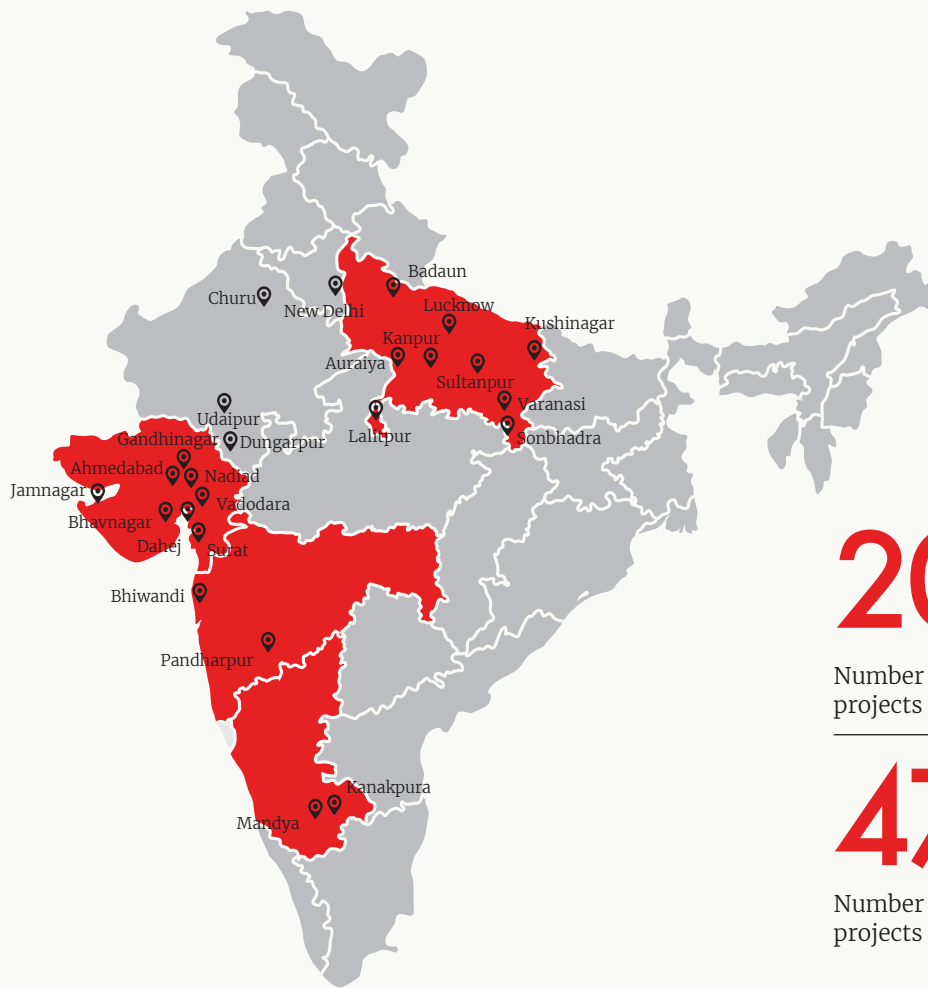 Badaun
Churu
New Delhi
Lucknow
Kushinagar
Kanpur
Auraiya
Sultanpur
Varanasi
Udaipur
Lalitpur
Sonbhadra
Gandhinagar
Dungarpur
Ahmedabad
Nadiad
Jamnagar
Vadodara
Bhavnagar
Dahej
Surat
Bhiwandi
Pandharpur
Kanakpura
Mandya
Number
projects
Number
projects